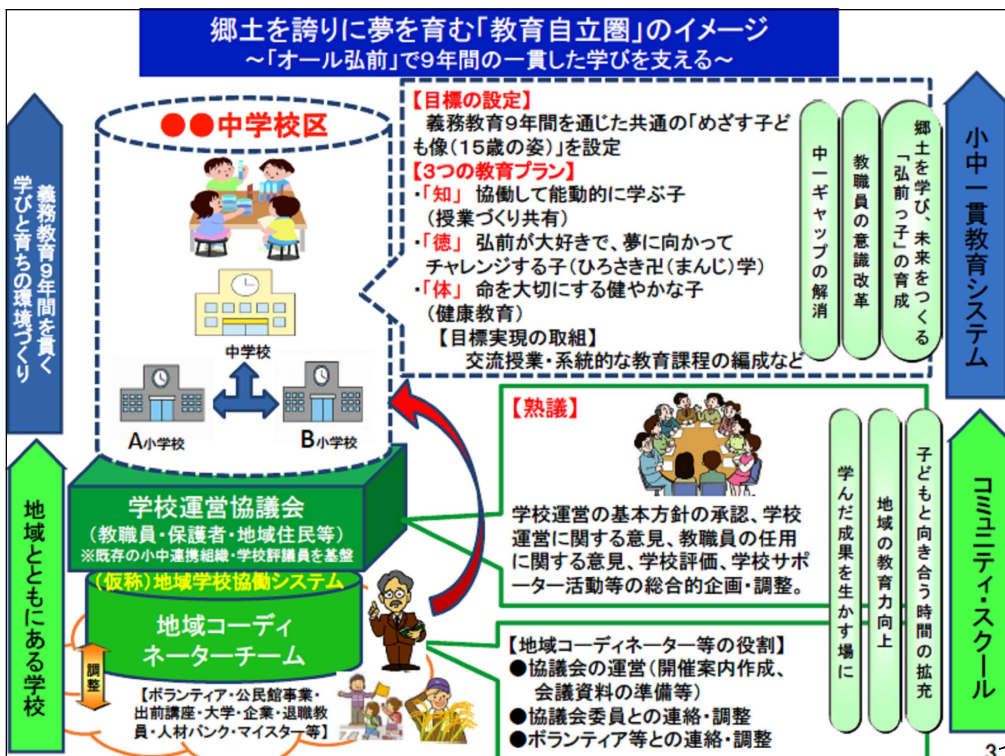 郷土を誇りに夢を育む「教育自立圏」のイメージ
～「オール弘前」で9年間の一貫した学びを支える～
義務教育9年間を貫く
学びと育ちの環境づくり
地域とともにある学校
●●中学校区
中学校
A小学校
B小学校
学校運営協議会
(教職員・保護者・地域住民等)
※既存の小中連携組織・学校評議員を基盤
(仮称)地域学校協働システム
地域コーディ
ネーターチーム
調整
【ボランティア・公民館事業・
出前講座・大学・企業・退職教
員・人材バンク・マイスター等】
【目標の設定】
義務教育9年間を通じた共通の「めざす子ど
も像(15歳の姿)」を設定
【3つの教育プラン】
・「知」 協働して能動的に学ぶ子
(授業づくり共有)
・「徳」 弘前が大好きで、夢に向かって
チャレンジする子(ひろさき卍(まんじ)学)
・「体」 命を大切にする健やかな子
(健康教育)
【目標実現の取組】
交流授業・系統的な教育課程の編成など
郷土を学び、未来をつくる
「弘前っ子」の育成
教職員の意識改革
中一ギャップの解消
小中一貫教育システム
【熟議】
学校運営の基本方針の承認、学校
運営に関する意見、教職員の任用
に関する意見、学校評価、学校サポ
ーター活動等の総合的企画・調整。
【地域コーディネーター等の役割】
●協議会の運営(開催案内作成、
会議資料の準備等)
●協議会委員との連絡・調整
●ボランティア等との連絡・調整
子どもと向き合う時間の拡充
地域の教育力向上
学んだ成果を生かす場に
コミュニティ・スクール